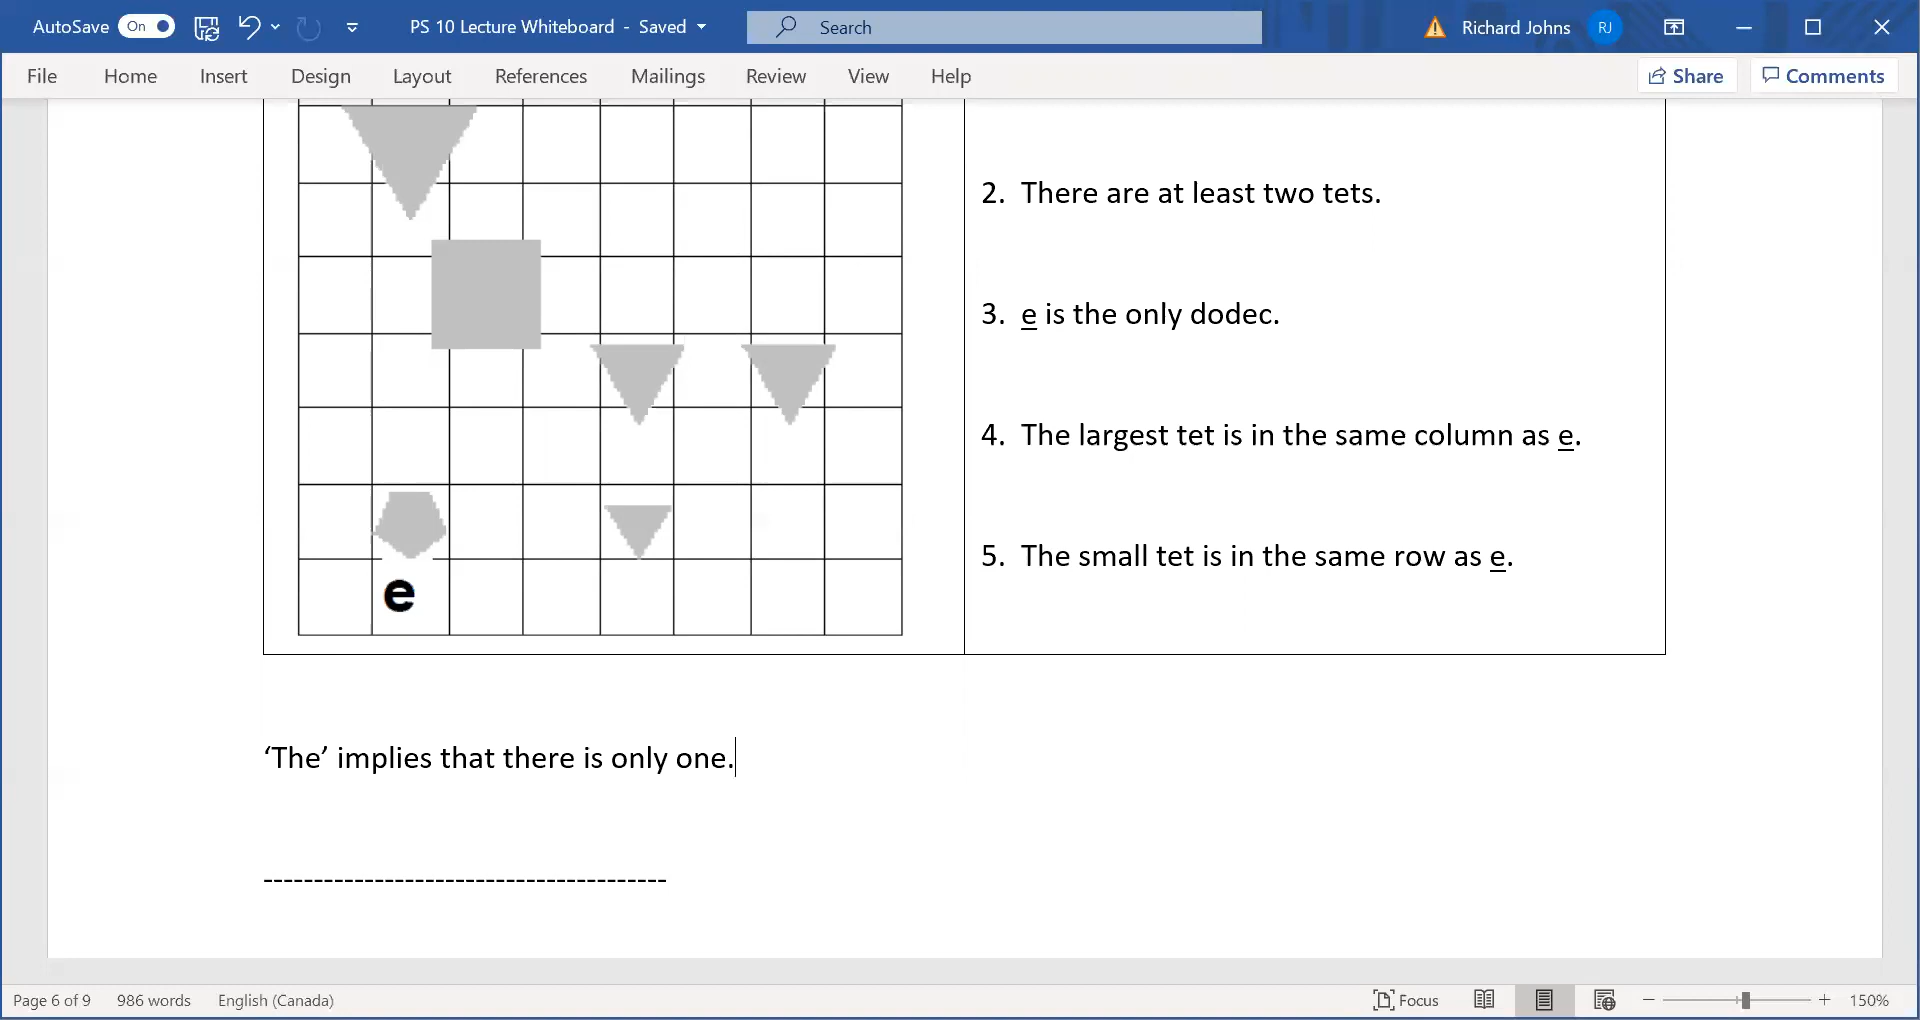 AutoSave On PS 10 Lecture Whiteboard - Saved Search Richard Johns RJ
File Home Insert Design Layout References Mailings Review View Help Share Comments
2. There are at least two tets.
3. e is the only dodec.
4. The largest tet is in the same column as e.
5. The small tet is in the same row as e.
e
‘The’ implies that there is only one.
----------------------------------------
Page 6 of 9 986 words English (Canada) Focus 150%